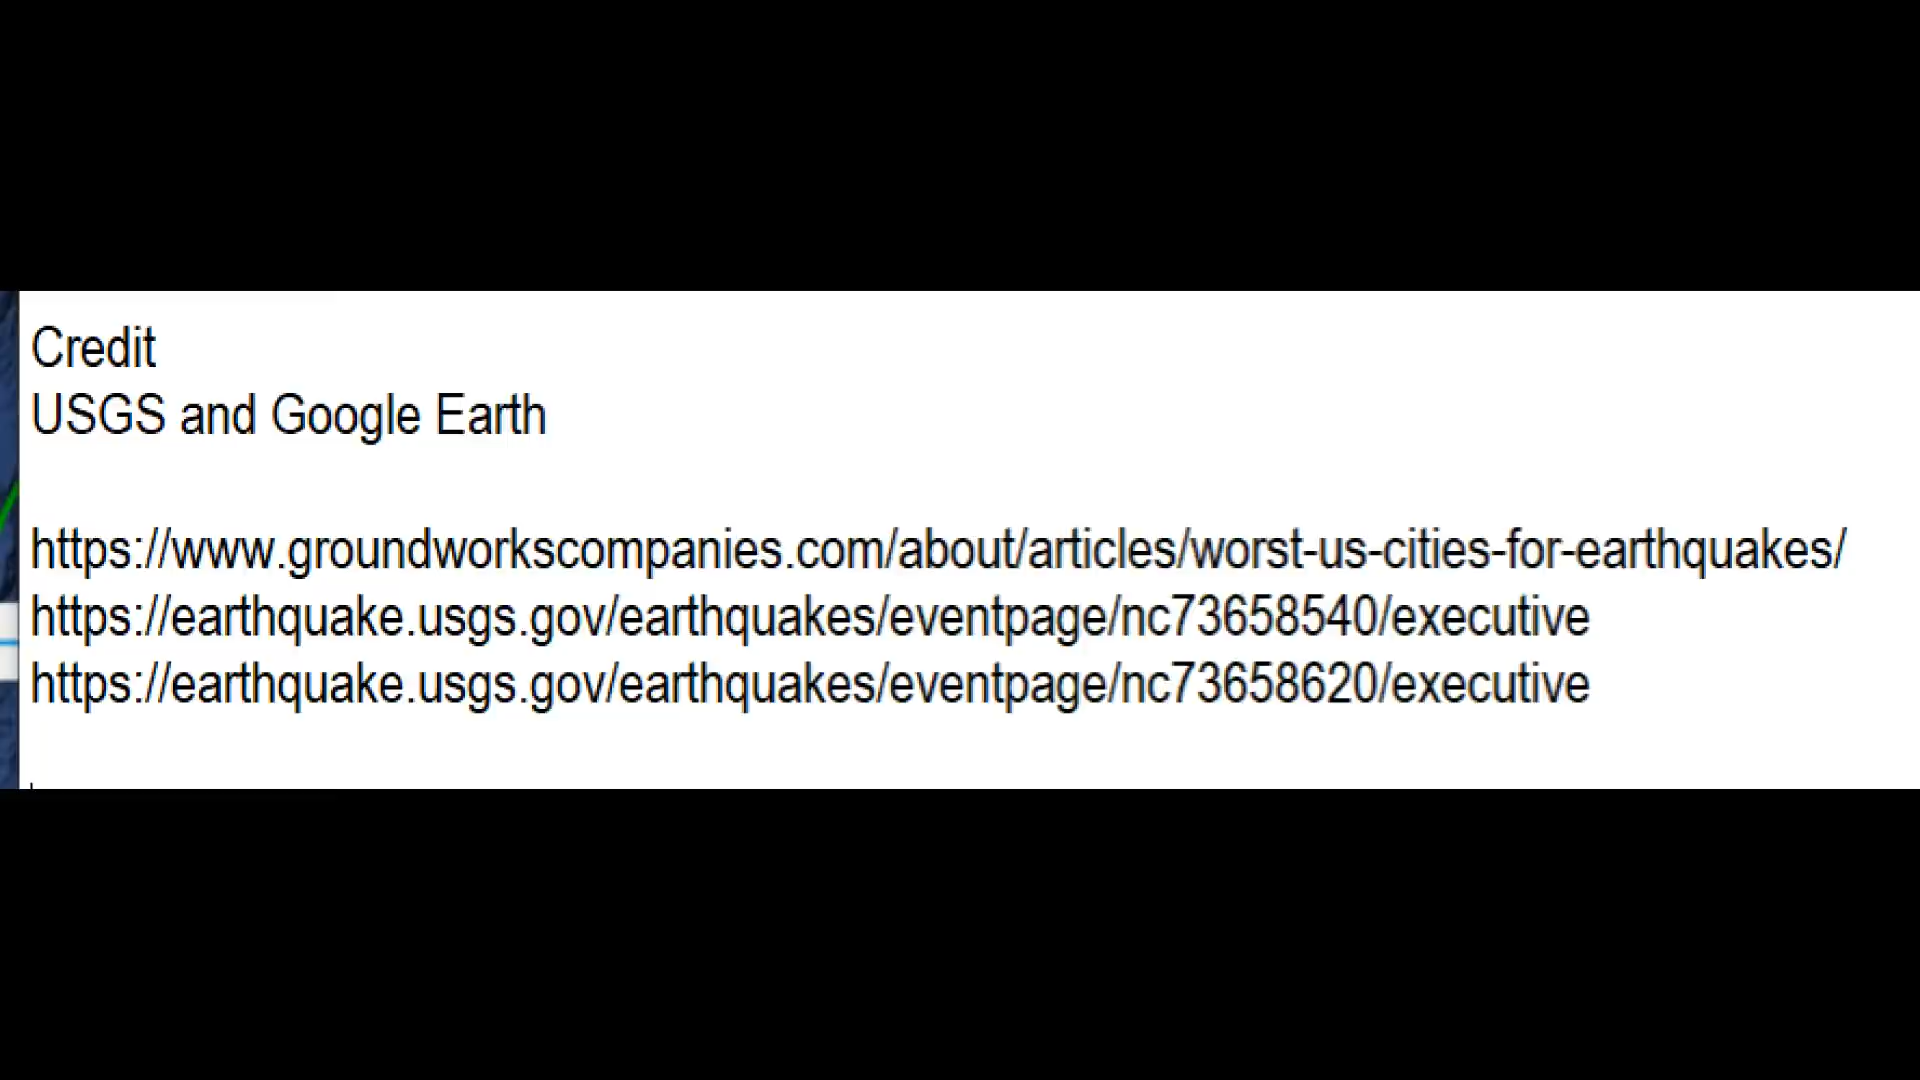 Credit
USGS and Google Earth
https://www.groundworkscompanies.com/about/articles/worst-us-cities-for-earthquakes/
https://earthquake.usgs.gov/earthquakes/eventpage/nc73658540/executive
https://earthquake.usgs.gov/earthquakes/eventpage/nc73658620/executive